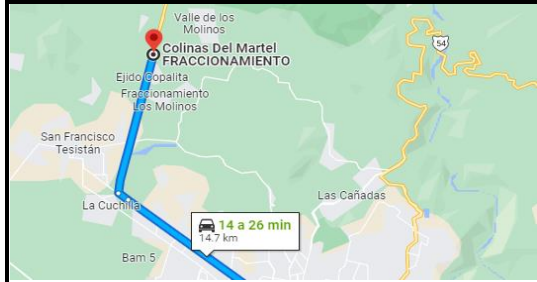 Valle de los
Molinos
54
Colinas Del Martel
FRACCIONAMIENTO
Ejido Copalita
Fraccionamiento
Los Molinos
San Francisco
Tesistán
La Cuchilla
Las Cañadas
14 a 26 min
14.7 km
Bam 5